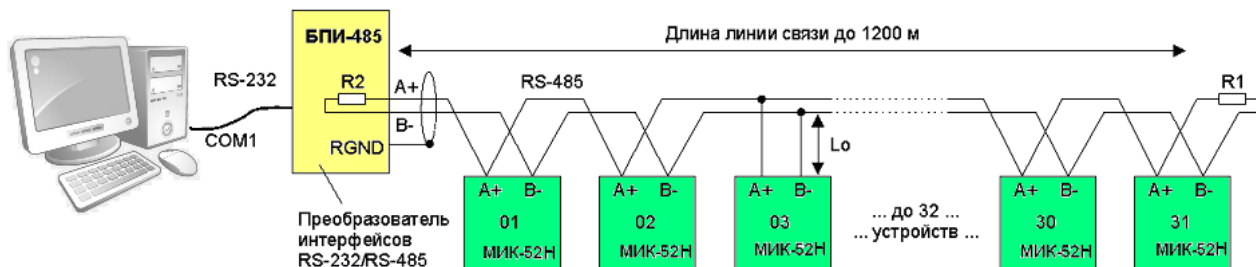 БПИ-485
Длина линии связи до 1200 м
RS-232
R2
A+
RS-485
R1
COM1
B-
RGND
Lo
A+ B-
01
МИК-52Н
A+ B-
02
МИК-52Н
A+ B-
03
МИК-52Н
... до 32 ...
... устройств ...
A+ B-
30
МИК-52Н
A+ B-
31
МИК-52Н
Преобразователь
интерфейсов
RS-232/RS-485